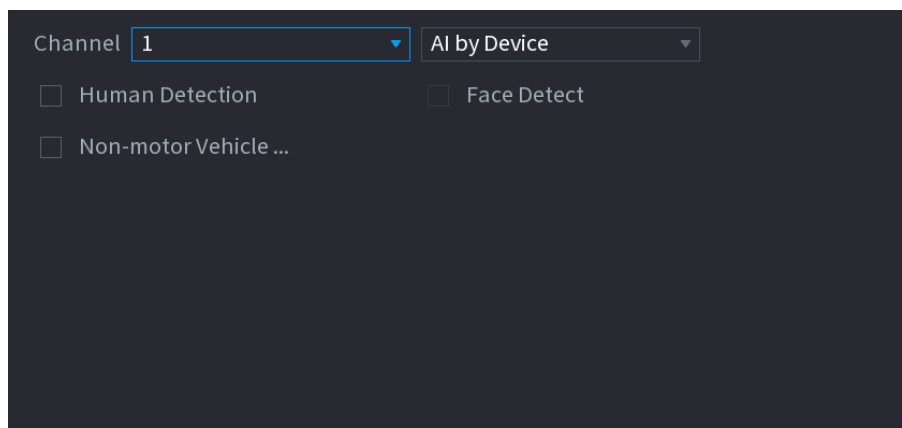 Channel 1 AI by Device
Human Detection Face Detect
Non-motor Vehicle ...